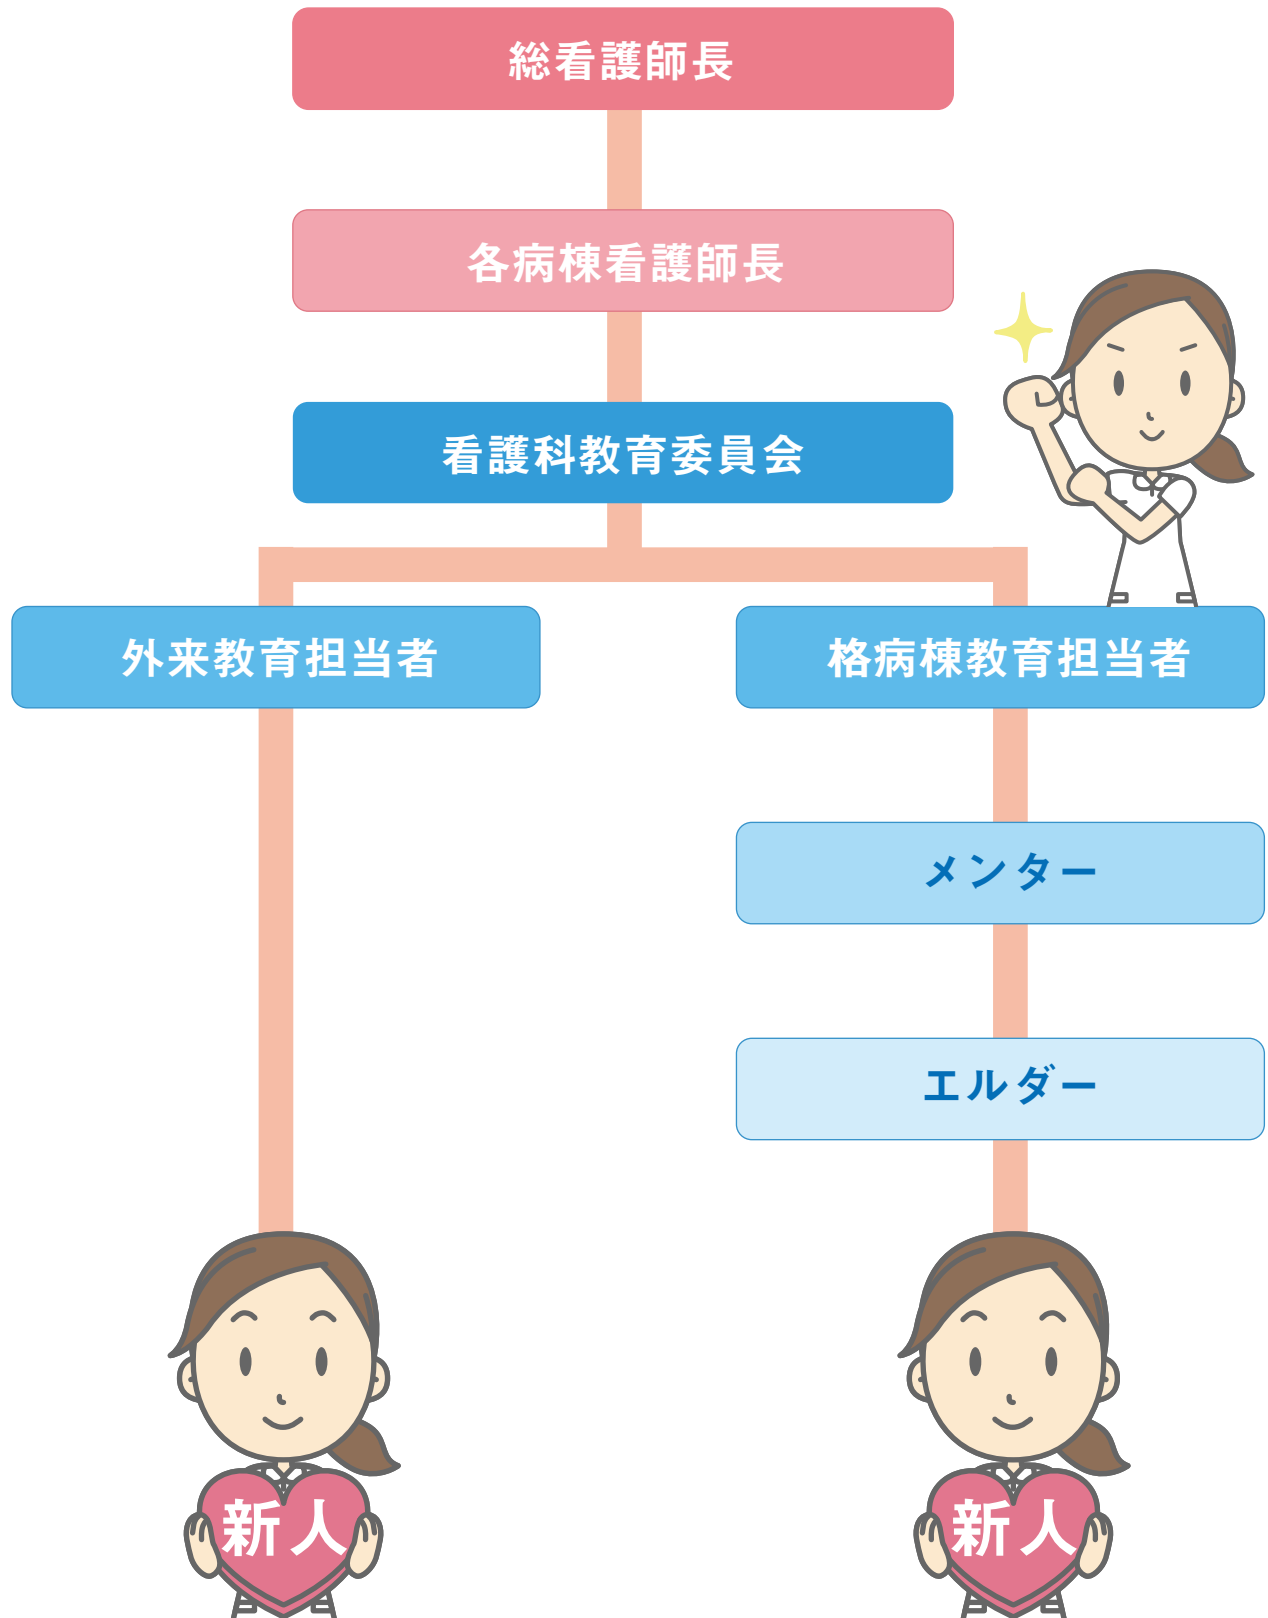 総看護師長
各病棟看護師長
看護科教育委員会
外来教育担当者
格病棟教育担当者
メンター
エルダー
新人
新人